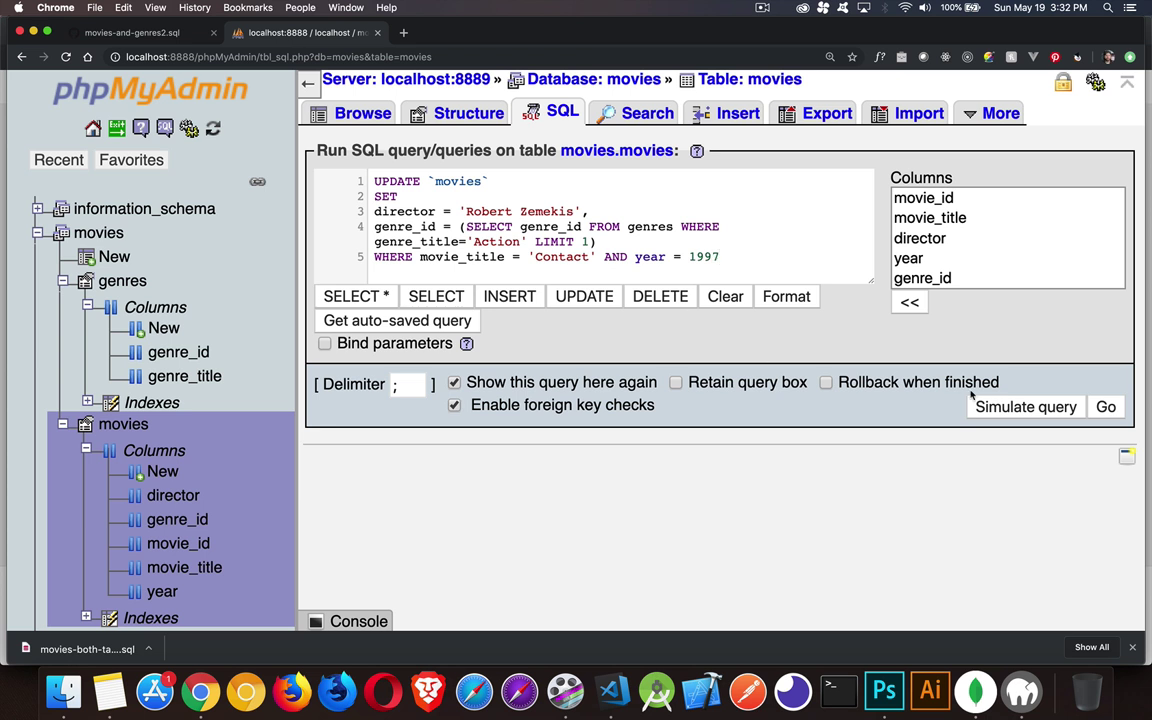 Chrome File Edit View History Bookmarks People Window Help 100% Sun May 19 3:32 PM
movies-and-genres2.sql localhost:8888 / localhost / mo
localhost:8888/phpMyAdmin/tbl_sql.php?db=movies&table=movies
phpMyAdmin
Recent Favorites
information_schema
movies
New
genres
Columns
New
genre_id
genre_title
Indexes
movies
Columns
New
director
genre_id
movie_id
movie_title
year
Indexes
Server: localhost:8889 » Database: movies » Table: movies
Browse Structure SQL Search Insert Export Import More
Run SQL query/queries on table movies.movies:
1 UPDATE `movies`
2 SET
3 director = 'Robert Zemekis',
4 genre_id = (SELECT genre_id FROM genres WHERE
genre_title='Action' LIMIT 1)
5 WHERE movie_title = 'Contact' AND year = 1997
Columns
movie_id
movie_title
director
year
genre_id
<<
SELECT * SELECT INSERT UPDATE DELETE Clear Format
Get auto-saved query
Bind parameters
[ Delimiter ; ] Show this query here again Retain query box Rollback when finished
Enable foreign key checks
Simulate query Go
Console
movies-both-ta....sql Show All
1
Ps Ai